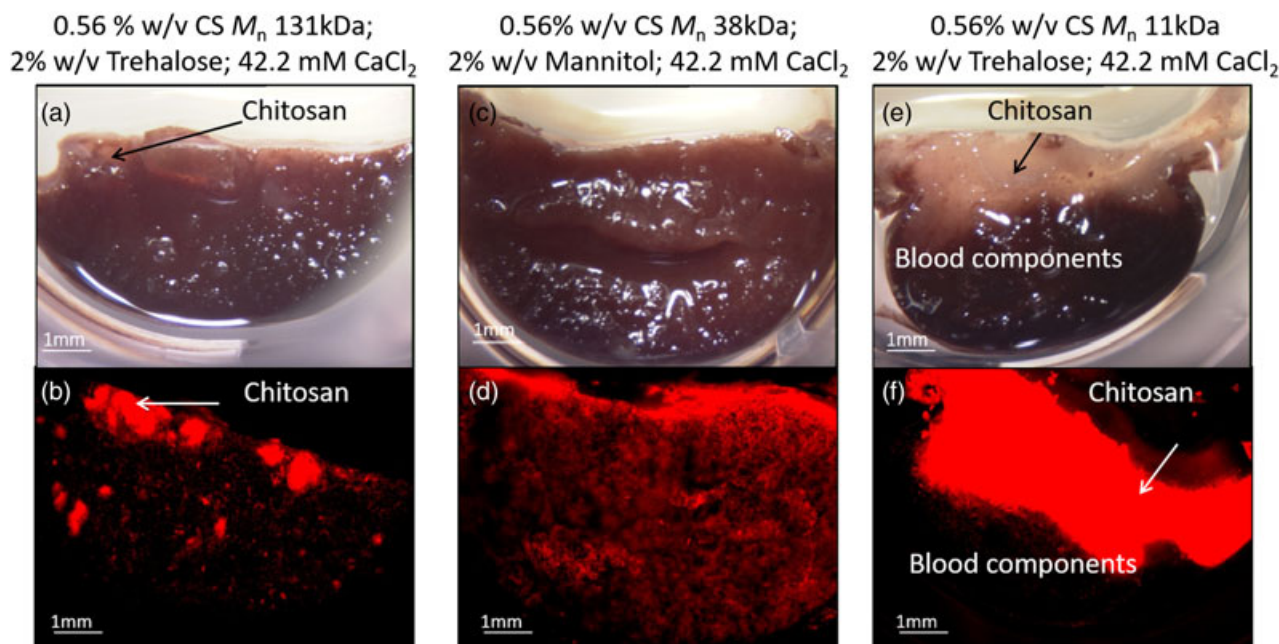 0.56 % w/v CS Mn 131kDa;
2% w/v Trehalose; 42.2 mM CaCl2
0.56% w/v CS Mn 38kDa;
2% w/v Mannitol; 42.2 mM CaCl2
0.56% w/v CS Mn 11kDa
2% w/v Trehalose; 42.2 mM CaCl2
(a)
Chitosan
1mm
(c)
1mm
(e)
Chitosan
Blood components
1mm
(b)
Chitosan
1mm
(d)
1mm
(f)
Chitosan
Blood components
1mm